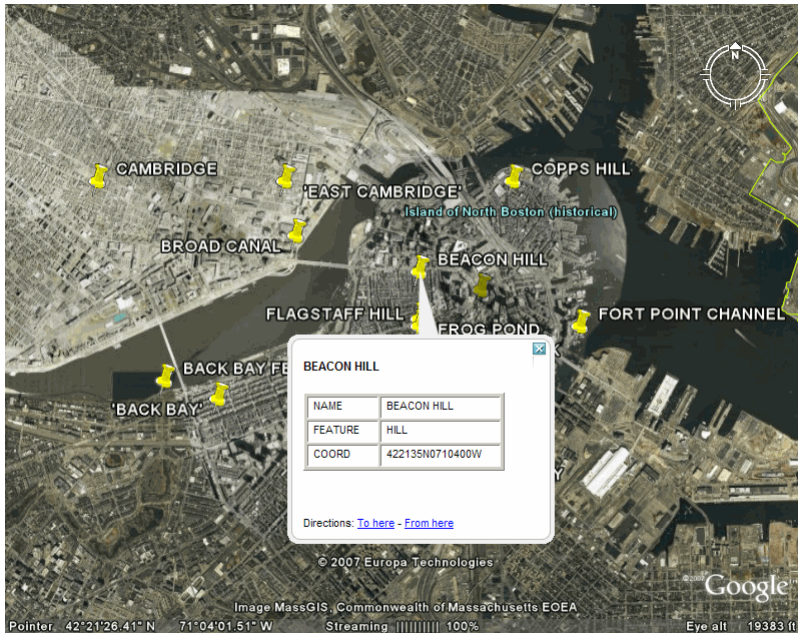 N
CAMBRIDGE
COPPS HILL
'EAST CAMBRIDGE'
Island of North Boston (historical)
BROAD CANAL
BEACON HILL
FLAGSTAFF HILL
FORT POINT CHANNEL
FROG POND
K
BACK BAY FE
'BACK BAY'
BEACON HILL
NAME BEACON HILL
FEATURE HILL
COORD 422135N0710400W
Y
Directions: To here - From here
© 2007 Europa Technologies
©2007 Google
Image MassGIS, Commonwealth of Massachusetts EOEA
Pointer 42°21'26.41" N 71°04'01.51" W Streaming |||||||||| 100% Eye alt 19383 ft